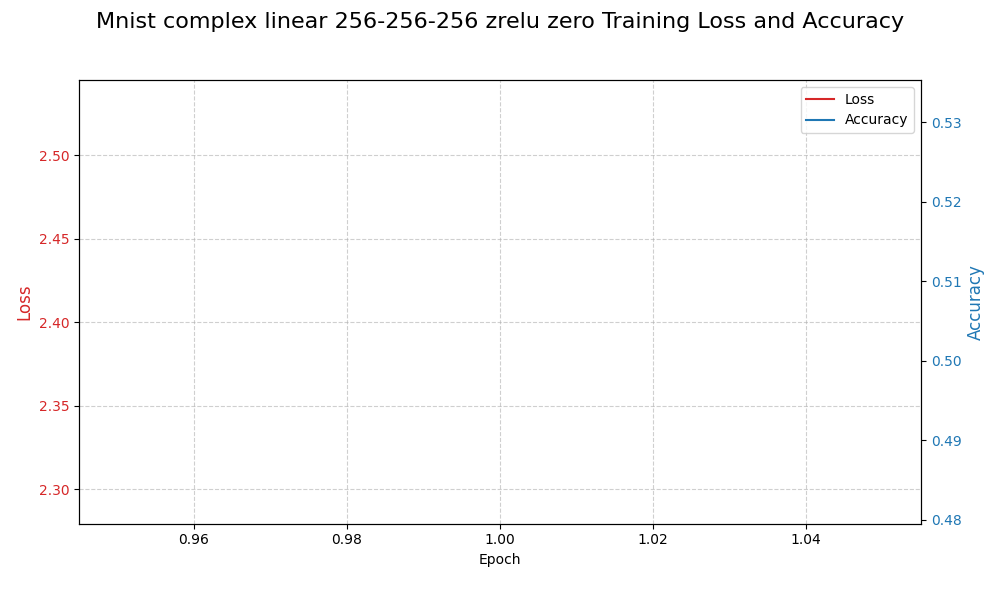 Mnist complex linear 256-256-256 zrelu zero Training Loss and Accuracy
Loss
Accuracy
2.50
2.45
2.40
2.35
2.30
Loss
0.53
0.52
0.51
0.50
0.49
0.48
Accuracy
0.96
0.98
1.00
1.02
1.04
Epoch